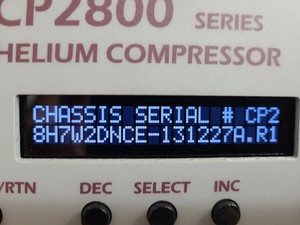 CP2800 SERIES
HELIUM COMPRESSOR
CHASSIS SERIAL # CP2
8H7W2DNCE-131227A.R1
/RTN DEC SELECT INC